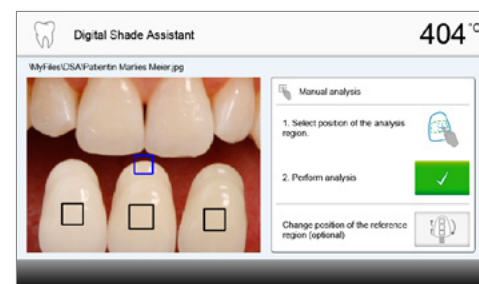 Digital Shade Assistant
404 °C
\MyFiles\DSA\Patientin Marlies Meier.jpg
Manual analysis
1. Select position of the analysis
region.
2. Perform analysis
Change position of the reference
region (optional)